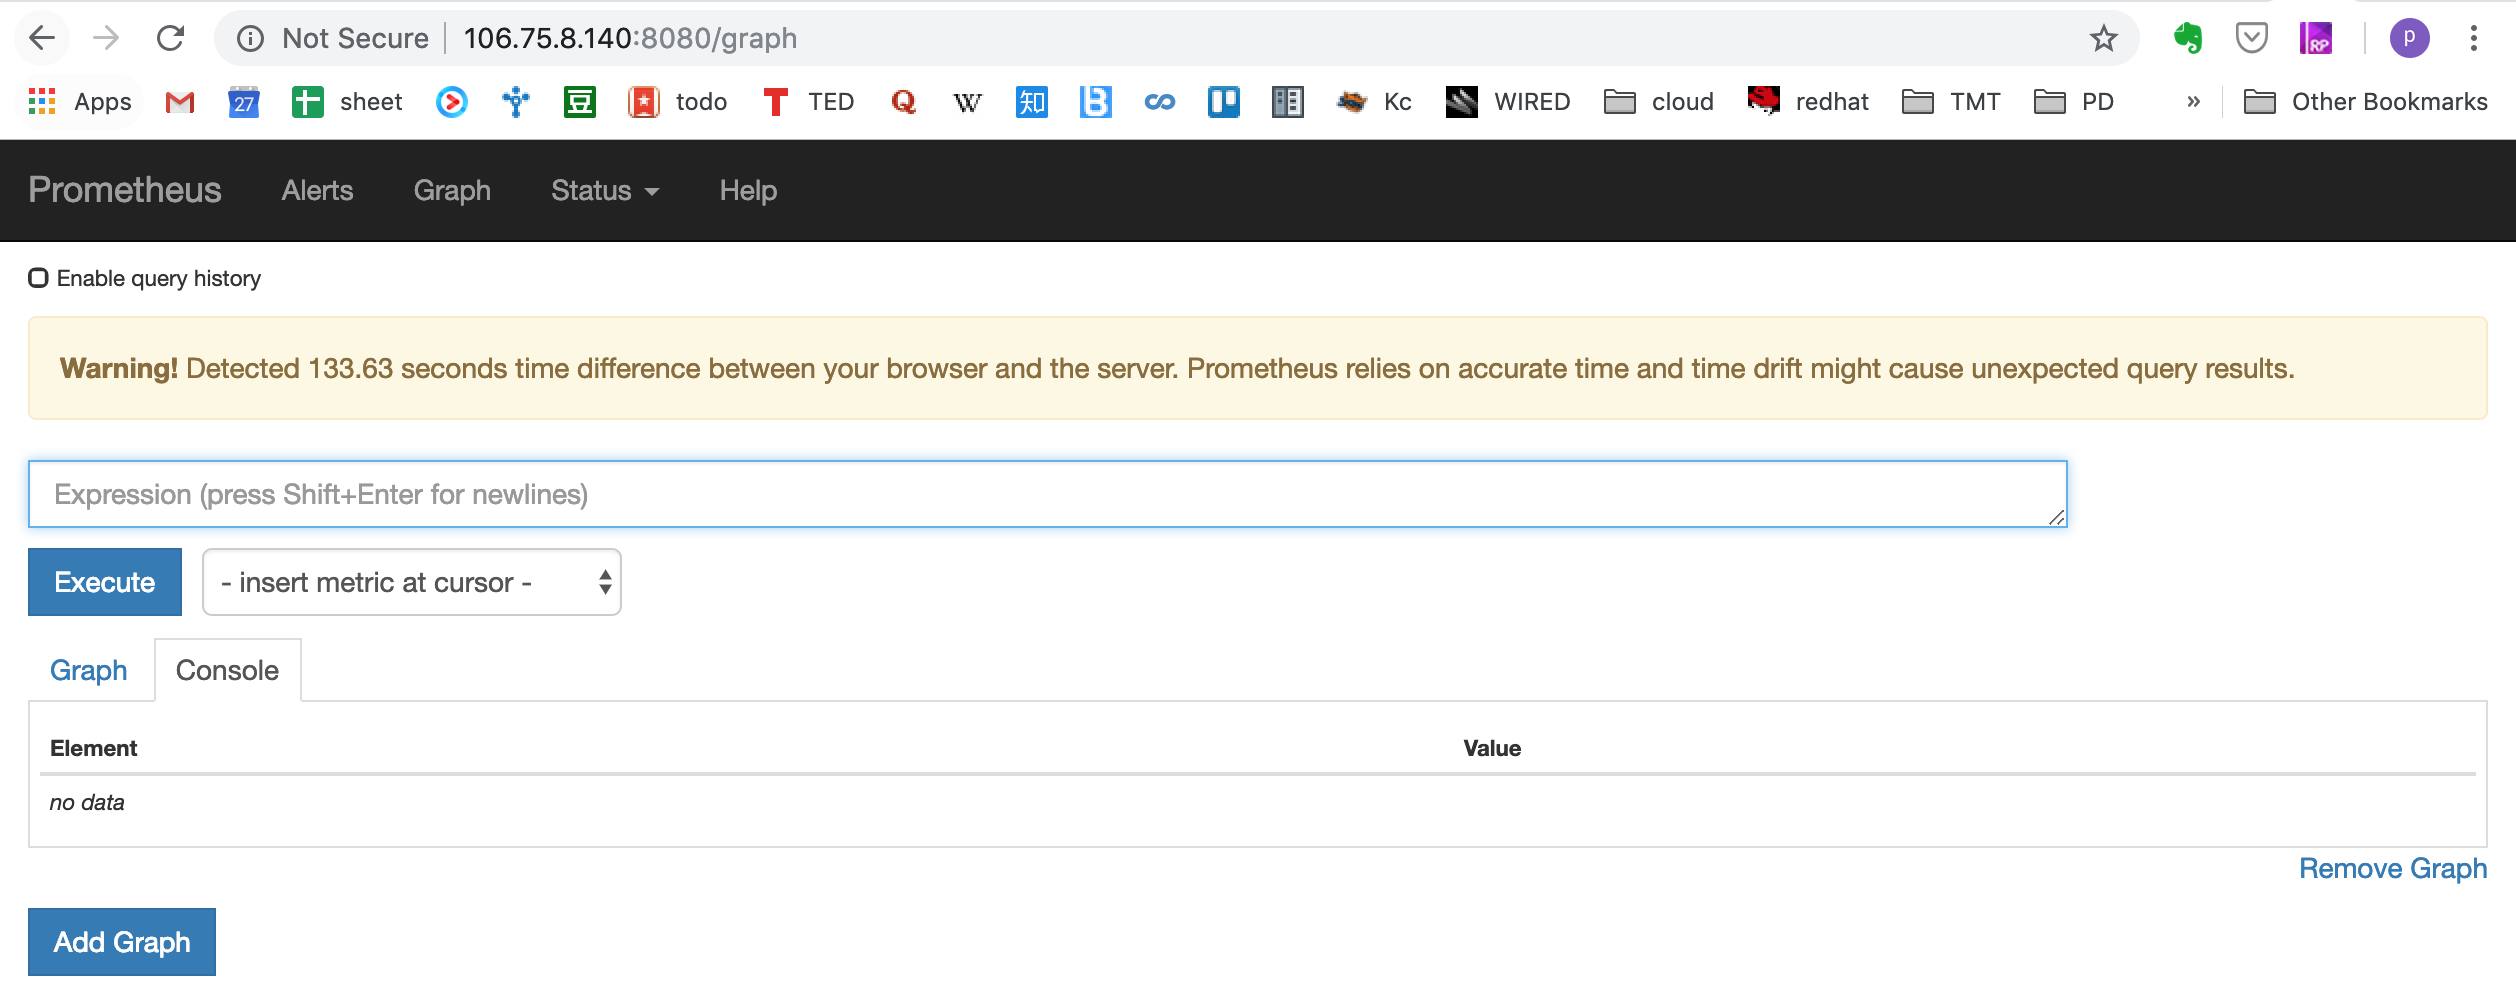 Not Secure 106.75.8.140:8080/graph P
Apps 27 sheet 豆 todo T TED Q W 知 B Kc WIRED cloud redhat TMT PD » Other Bookmarks
RP
Prometheus Alerts Graph Status Help
Enable query history
Warning! Detected 133.63 seconds time difference between your browser and the server. Prometheus relies on accurate time and time drift might cause unexpected query results.
Expression (press Shift+Enter for newlines)
Execute - insert metric at cursor -
Graph Console
Element Value
no data
Remove Graph
Add Graph